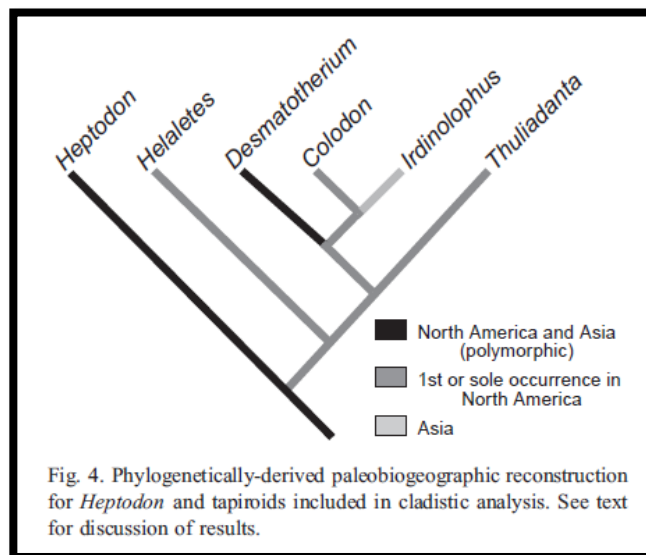 Heptodon
Helaletes
Desmatherium
Colodon
Irdinolophus
Thuliadanta
North America and Asia
(polymorphic)
1st or sole occurrence in
North America
Asia
Fig. 4. Phylogenetically-derived paleobiogeographic reconstruction
for Heptodon and tapiroids included in cladistic analysis. See text
for discussion of results.